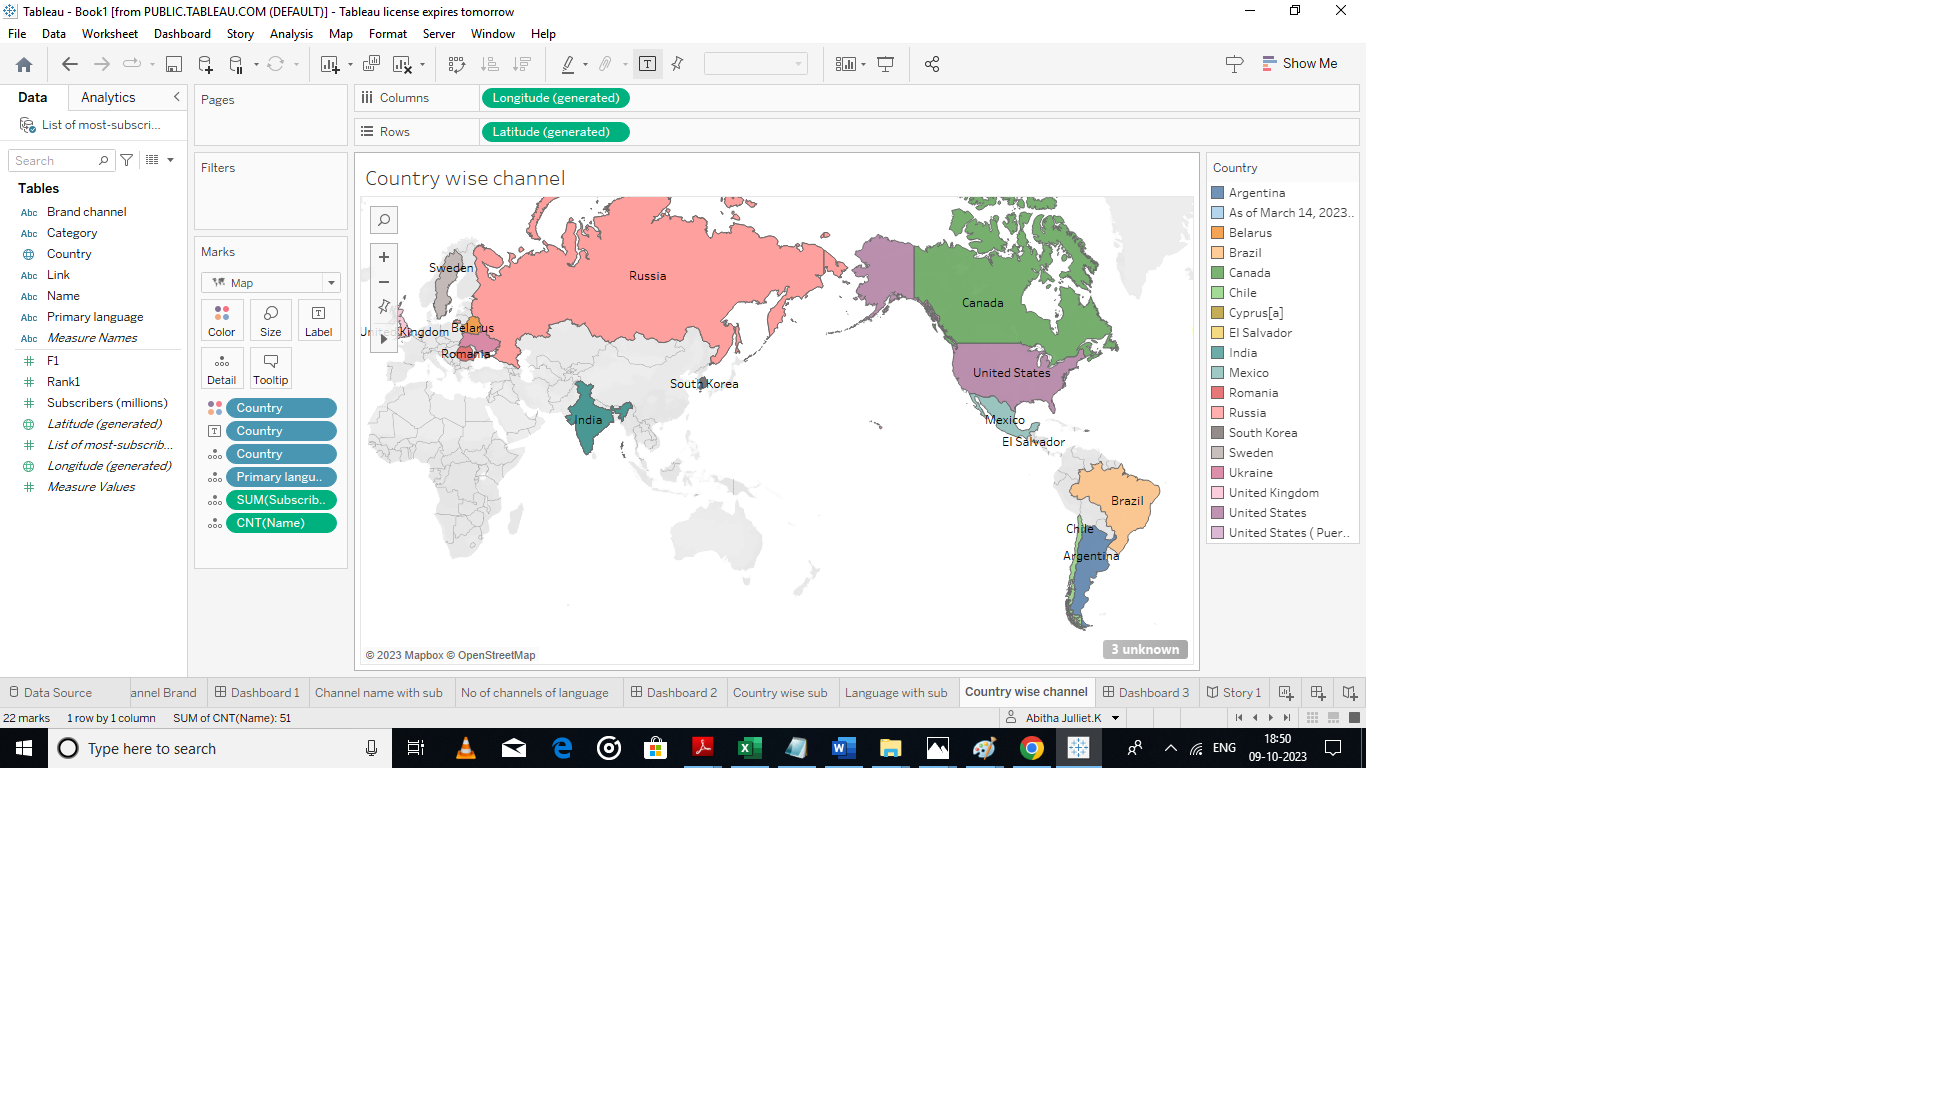 Tableau - Book1 [from PUBLIC.TABLEAU.COM (DEFAULT)] - Tableau license expires tomorrow
File Data Worksheet Dashboard Story Analysis Map Format Server Window Help
Show Me
Data Analytics
List of most-subscri...
Search
Tables
Abc Brand channel
Abc Category
Country
Abc Link
Abc Name
Abc Primary language
Abc Measure Names
F1
Rank1
Subscribers (millions)
Latitude (generated)
List of most-subscrib...
Longitude (generated)
Measure Values
Pages
Filters
Marks
Map
Color Size Label
Detail Tooltip
Country
Country
Country
Primary langu..
SUM(Subscrib..
CNT(Name)
Columns Longitude (generated)
Rows Latitude (generated)
Country wise channel
Sweden
Russia
Canada
Kingdom
Belarus
Romania
South Korea
United States
India
Mexico
El Salvador
Brazil
Chile
Argentina
© 2023 Mapbox © OpenStreetMap
3 unknown
Country
Argentina
As of March 14, 2023..
Belarus
Brazil
Canada
Chile
Cyprus[a]
El Salvador
India
Mexico
Romania
Russia
South Korea
Sweden
Ukraine
United Kingdom
United States
United States ( Puer..
Data Source annel Brand Dashboard 1 Channel name with sub No of channels of language Dashboard 2 Country wise sub Language with sub Country wise channel Dashboard 3 Story 1
22 marks 1 row by 1 column SUM of CNT(Name): 51 Abitha Julliet.K
Type here to search
ENG
18:50
09-10-2023